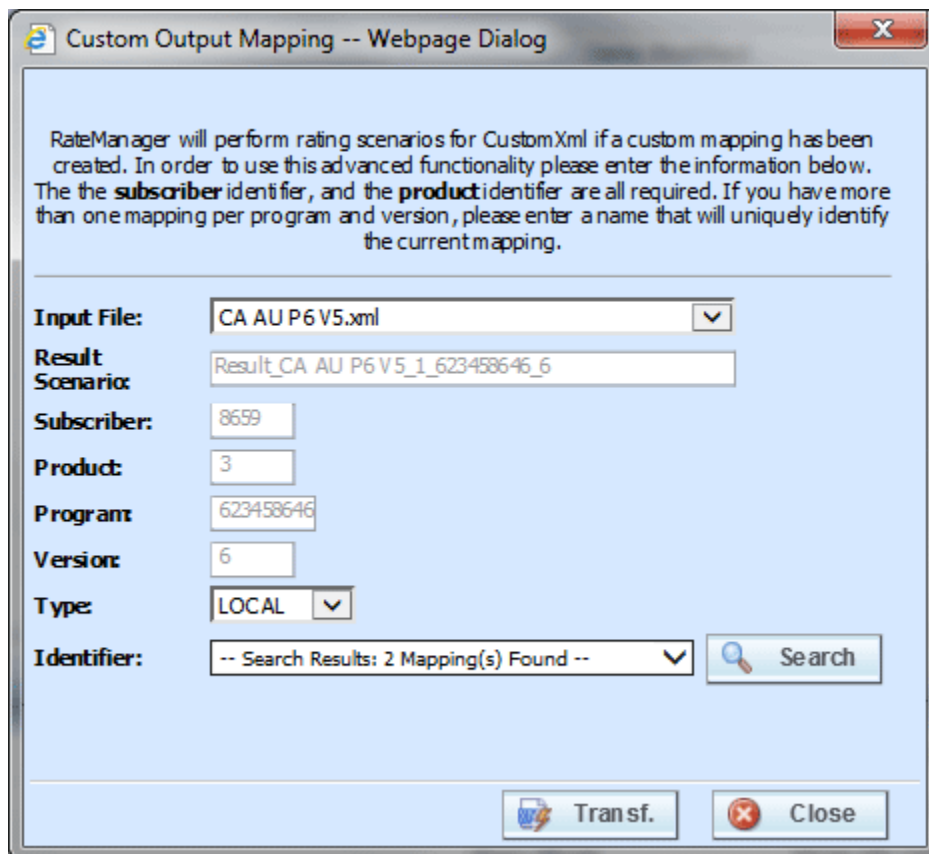 Custom Output Mapping -- Webpage Dialog
RateManager will perform rating scenarios for CustomXml if a custom mapping has been
created. In order to use this advanced functionality please enter the information below.
The the subscriber identifier, and the product identifier are all required. If you have more
than one mapping per program and version, please enter a name that will uniquely identify
the current mapping.
Input File: CA AU P6 V5.xml
Result
Scenario: Result_CA AU P6 V5_1_623458646_6
Subscriber: 8659
Product: 3
Program: 623458646
Version: 6
Type: LOCAL
Identifier: -- Search Results: 2 Mapping(s) Found -- Search
Transf. Close